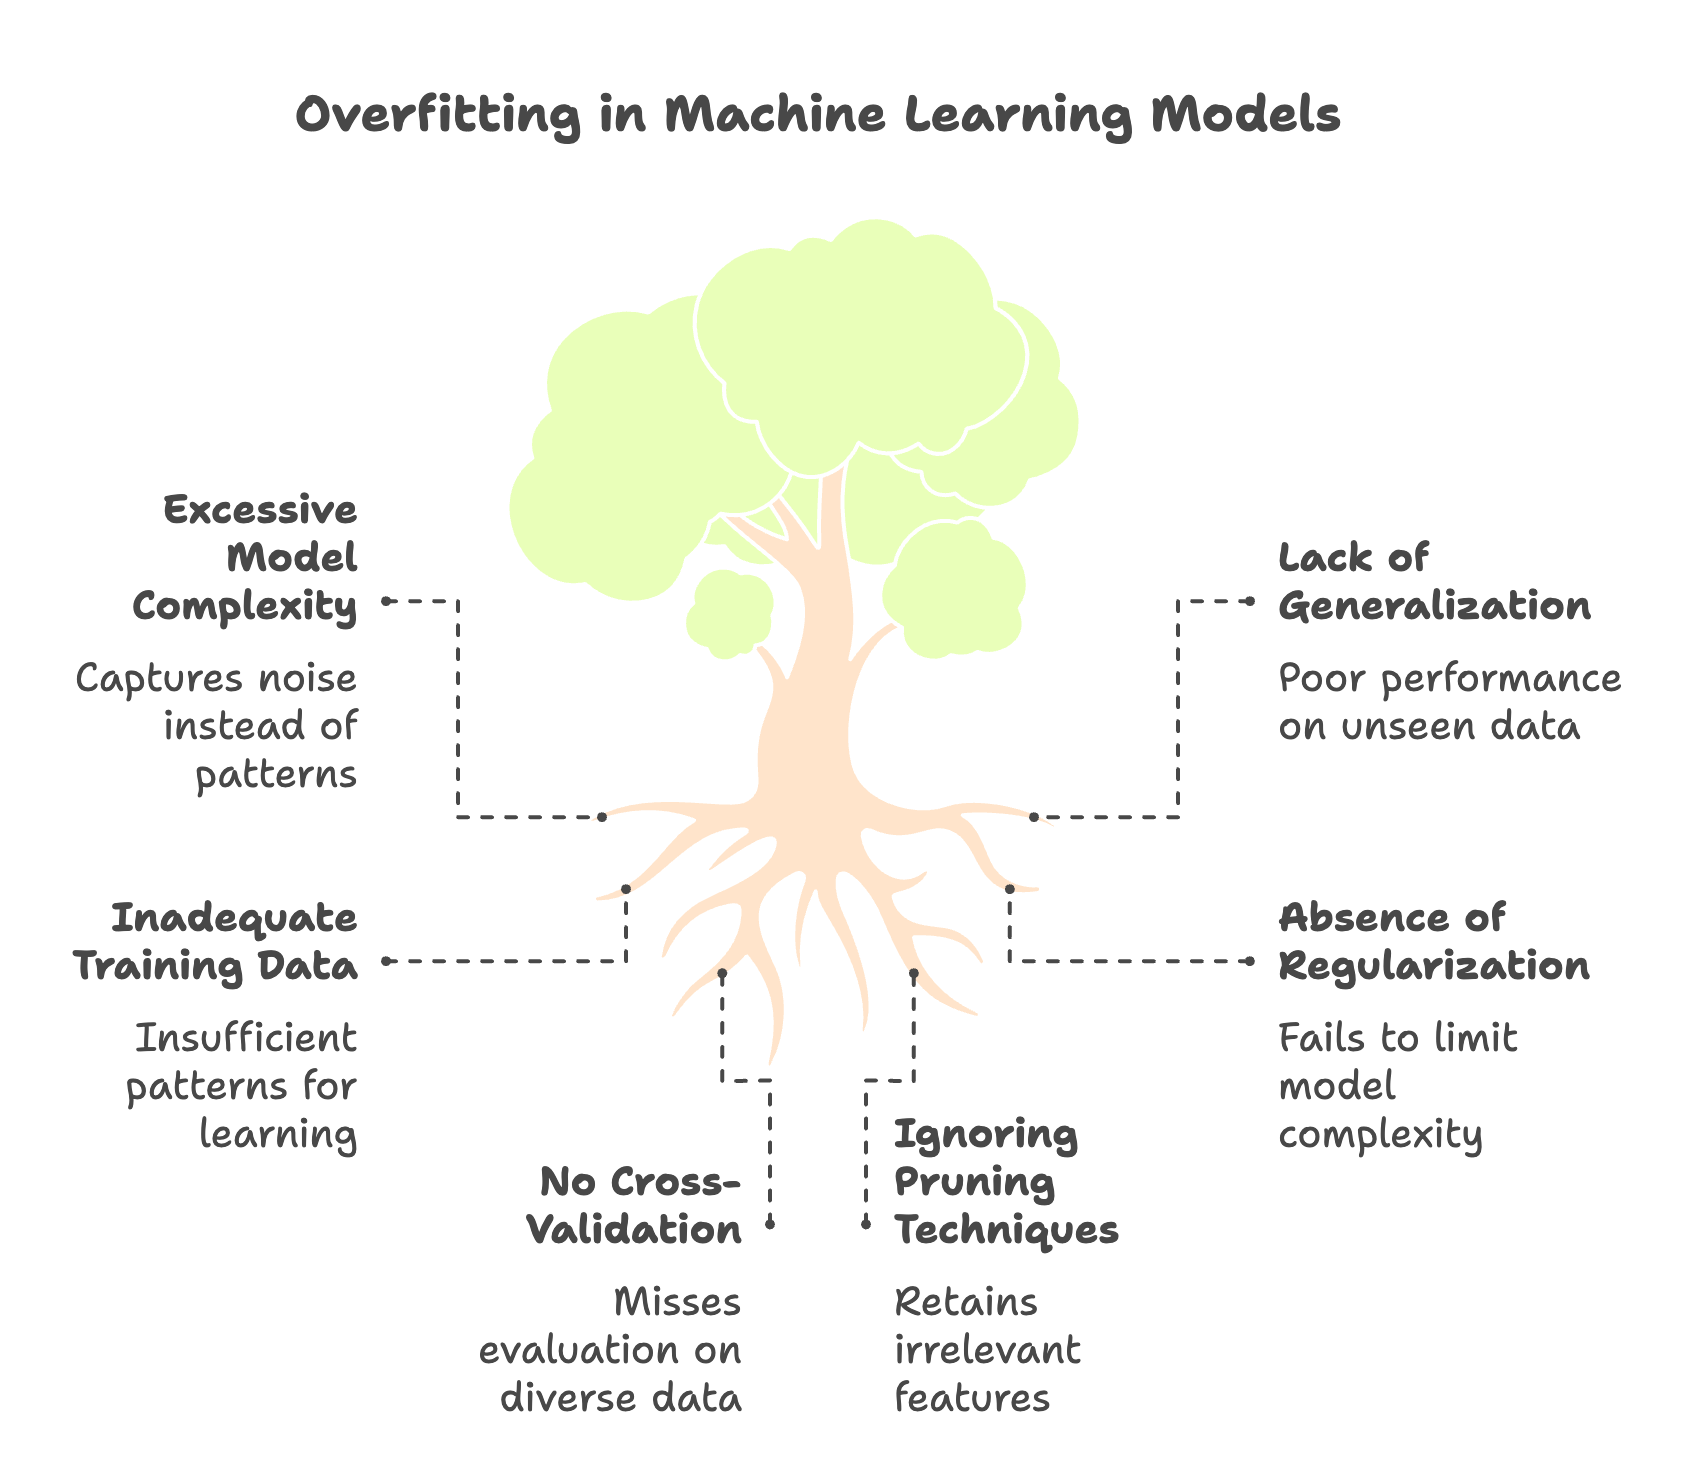 Overfitting in Machine Learning Models
Excessive
Model
Complexity
Captures noise
instead of
patterns
Lack of
Generalization
Poor performance
on unseen data
Inadequate
Training Data
Insufficient
patterns for
learning
Absence of
Regularization
Fails to limit
model
complexity
No Cross-
Validation
Misses
evaluation on
diverse data
Ignoring
Pruning
Techniques
Retains
irrelevant
features